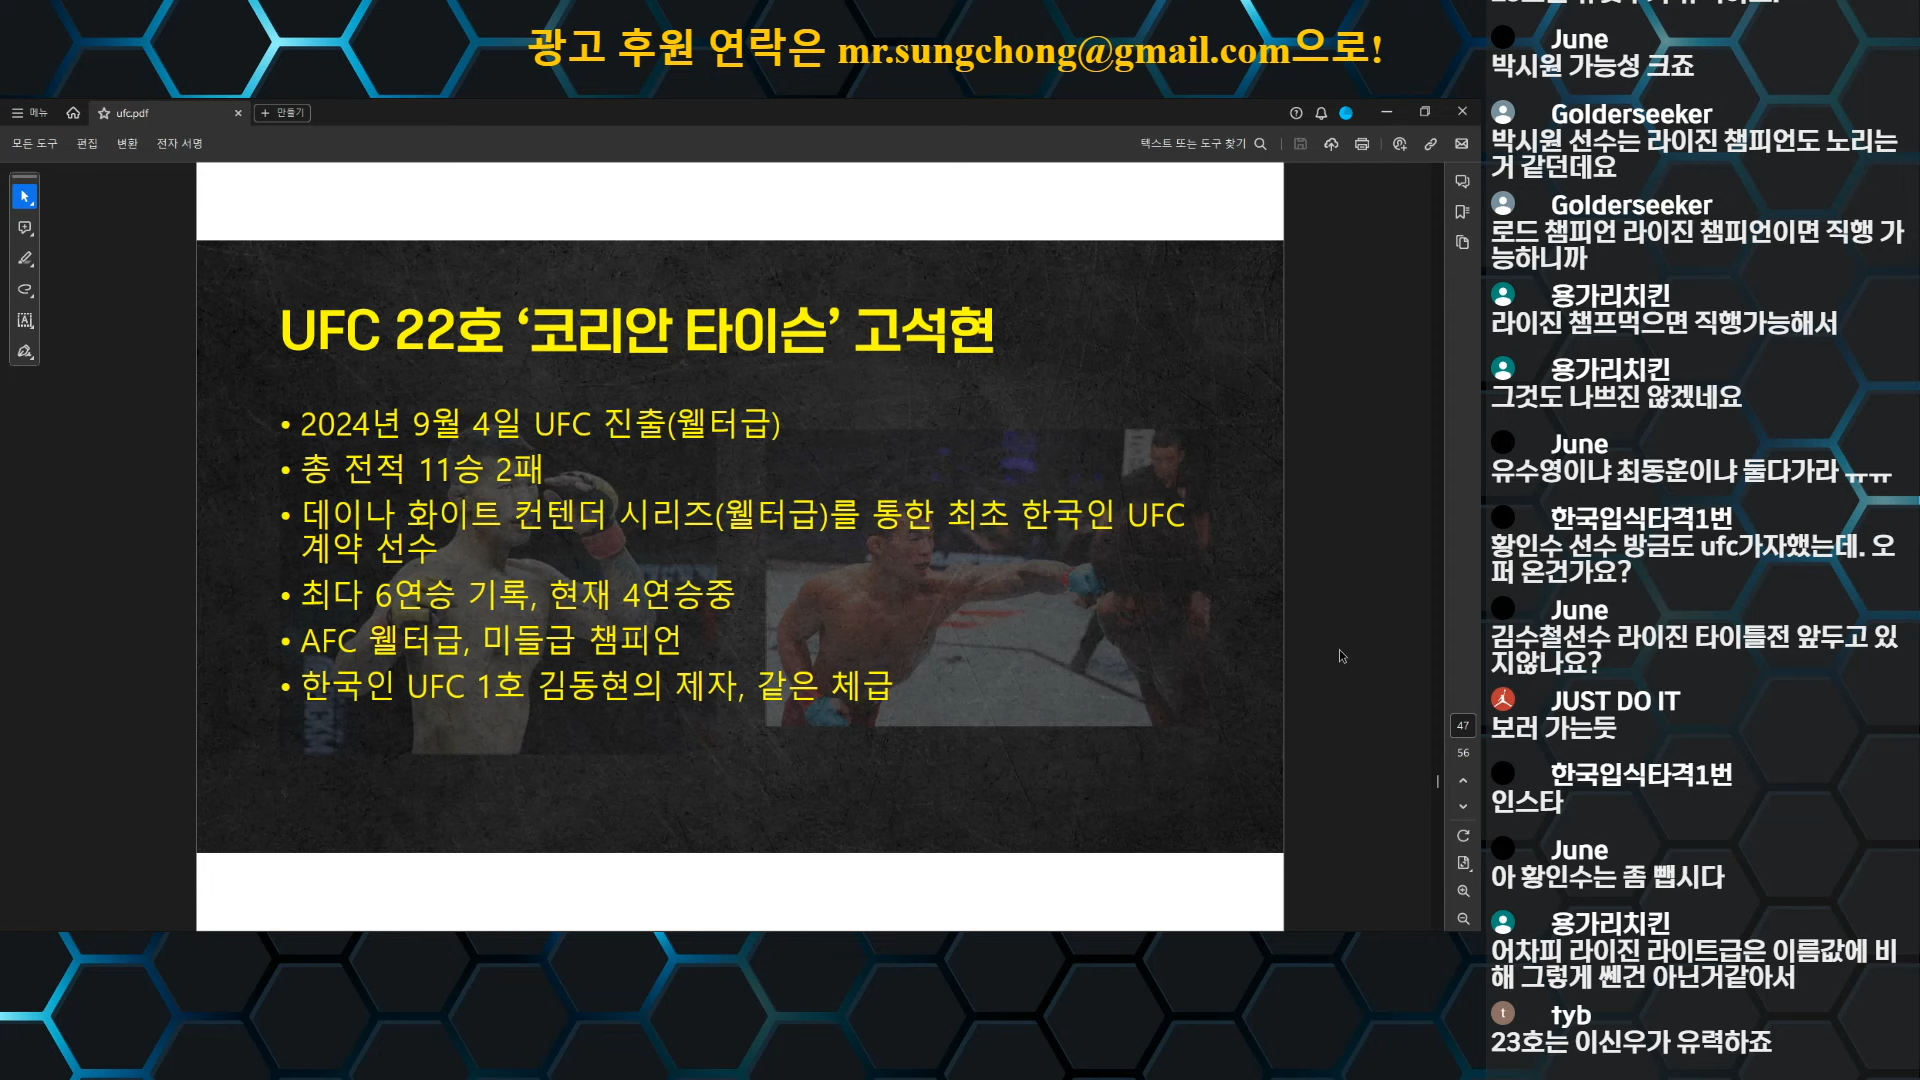 광고 후원 연락은 mr.sungchong@gmail.com으로!
메뉴
ufc.pdf
만들기
모든 도구
편집
변환
전자 서명
텍스트 또는 도구 찾기
UFC 22호 ‘코리안 타이슨’ 고석현
• 2024년 9월 4일 UFC 진출(웰터급)
• 총 전적 11승 2패
• 데이나 화이트 컨텐더 시리즈(웰터급)를 통한 최초 한국인 UFC
계약 선수
• 최다 6연승 기록, 현재 4연승중
• AFC 웰터급, 미들급 챔피언
• 한국인 UFC 1호 김동현의 제자, 같은 체급
47
56
June
박시원 가능성 크죠
Golderseeker
박시원 선수는 라이진 챔피언도 노리는
거 같던데요
Golderseeker
로드 챔피언 라이진 챔피언이면 직행 가
능하니까
용가리치킨
라이진 챔프먹으면 직행가능해서
용가리치킨
그것도 나쁘진 않겠네요
June
유수영이냐 최동훈이냐 둘다가라 ㅠㅠ
한국입식타격1번
황인수 선수 방금도 ufc가자했는데. 오
퍼 온건가요?
June
김수철선수 라이진 타이틀전 앞두고 있
지않나요?
JUST DO IT
보러 가는듯
한국입식타격1번
인스타
June
아 황인수는 좀 뺍시다
용가리치킨
어차피 라이진 라이트급은 이름값에 비
해 그렇게 쎈건 아닌거같아서
t
tyb
23호는 이신우가 유력하죠